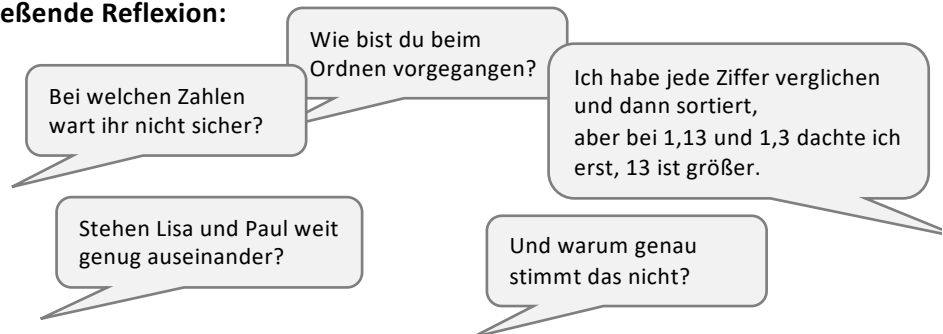 eßende Reflexion:
Wie bist du beim
Ordnen vorgegangen?
Bei welchen Zahlen
wart ihr nicht sicher?
Ich habe jede Ziffer verglichen
und dann sortiert,
aber bei 1,13 und 1,3 dachte ich
erst, 13 ist größer.
Stehen Lisa und Paul weit
genug auseinander?
Und warum genau
stimmt das nicht?